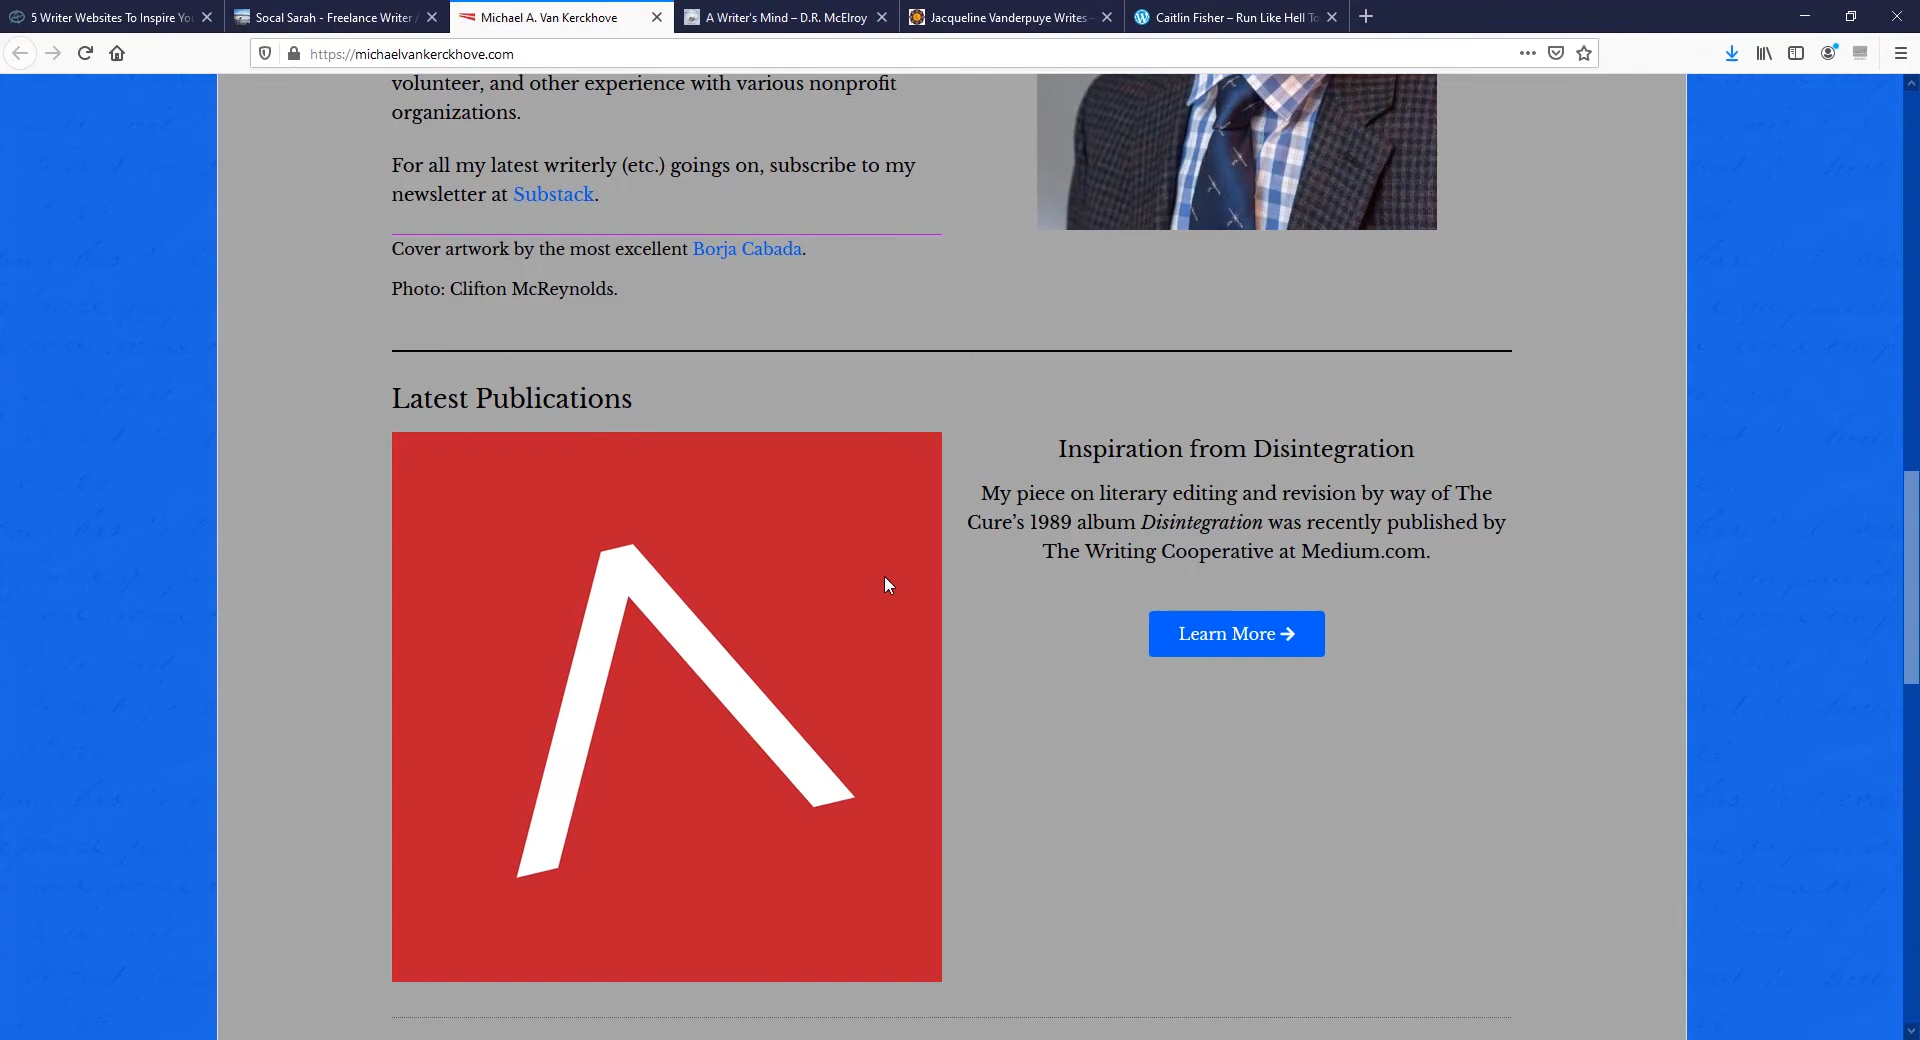 5 Writer Websites To Inspire You
Socal Sarah - Freelance Writer /
Michael A. Van Kerckhove
A Writer's Mind – D.R. McElroy
Jacqueline Vanderpuye Writes -
Caitlin Fisher – Run Like Hell To
https://michaelvankerckhove.com
volunteer, and other experience with various nonprofit
organizations.
For all my latest writerly (etc.) goings on, subscribe to my
newsletter at Substack.
Cover artwork by the most excellent Borja Cabada.
Photo: Clifton McReynolds.
Latest Publications
Inspiration from Disintegration
My piece on literary editing and revision by way of The
Cure’s 1989 album Disintegration was recently published by
The Writing Cooperative at Medium.com.
Learn More →